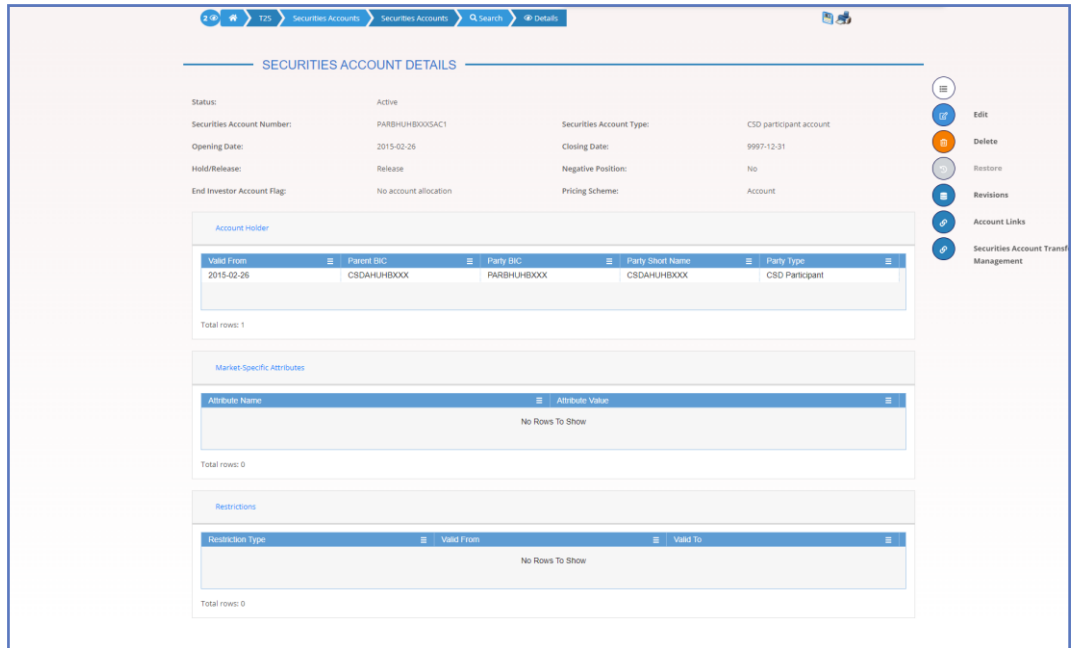 2 T2S Securities Accounts Securities Accounts Search Details
SECURITIES ACCOUNT DETAILS
Status: Active
Securities Account Number: PARBHUHBXXXSAC1 Securities Account Type: CSD participant account
Opening Date: 2015-02-26 Closing Date: 9997-12-31
Hold/Release: Release Negative Position: No
End Investor Account Flag: No account allocation Pricing Scheme: Account
Edit
Delete
Restore
Revisions
Account Links
Securities Account Transf
Management
Account Holder
Valid From Parent BIC Party BIC Party Short Name Party Type
2015-02-26 CSDAHUHBXXX PARBHUHBXXX CSDAHUHBXXX CSD Participant
Total rows: 1
Market-Specific Attributes
Attribute Name Attribute Value
No Rows To Show
Total rows: 0
Restrictions
Restriction Type Valid From Valid To
No Rows To Show
Total rows: 0